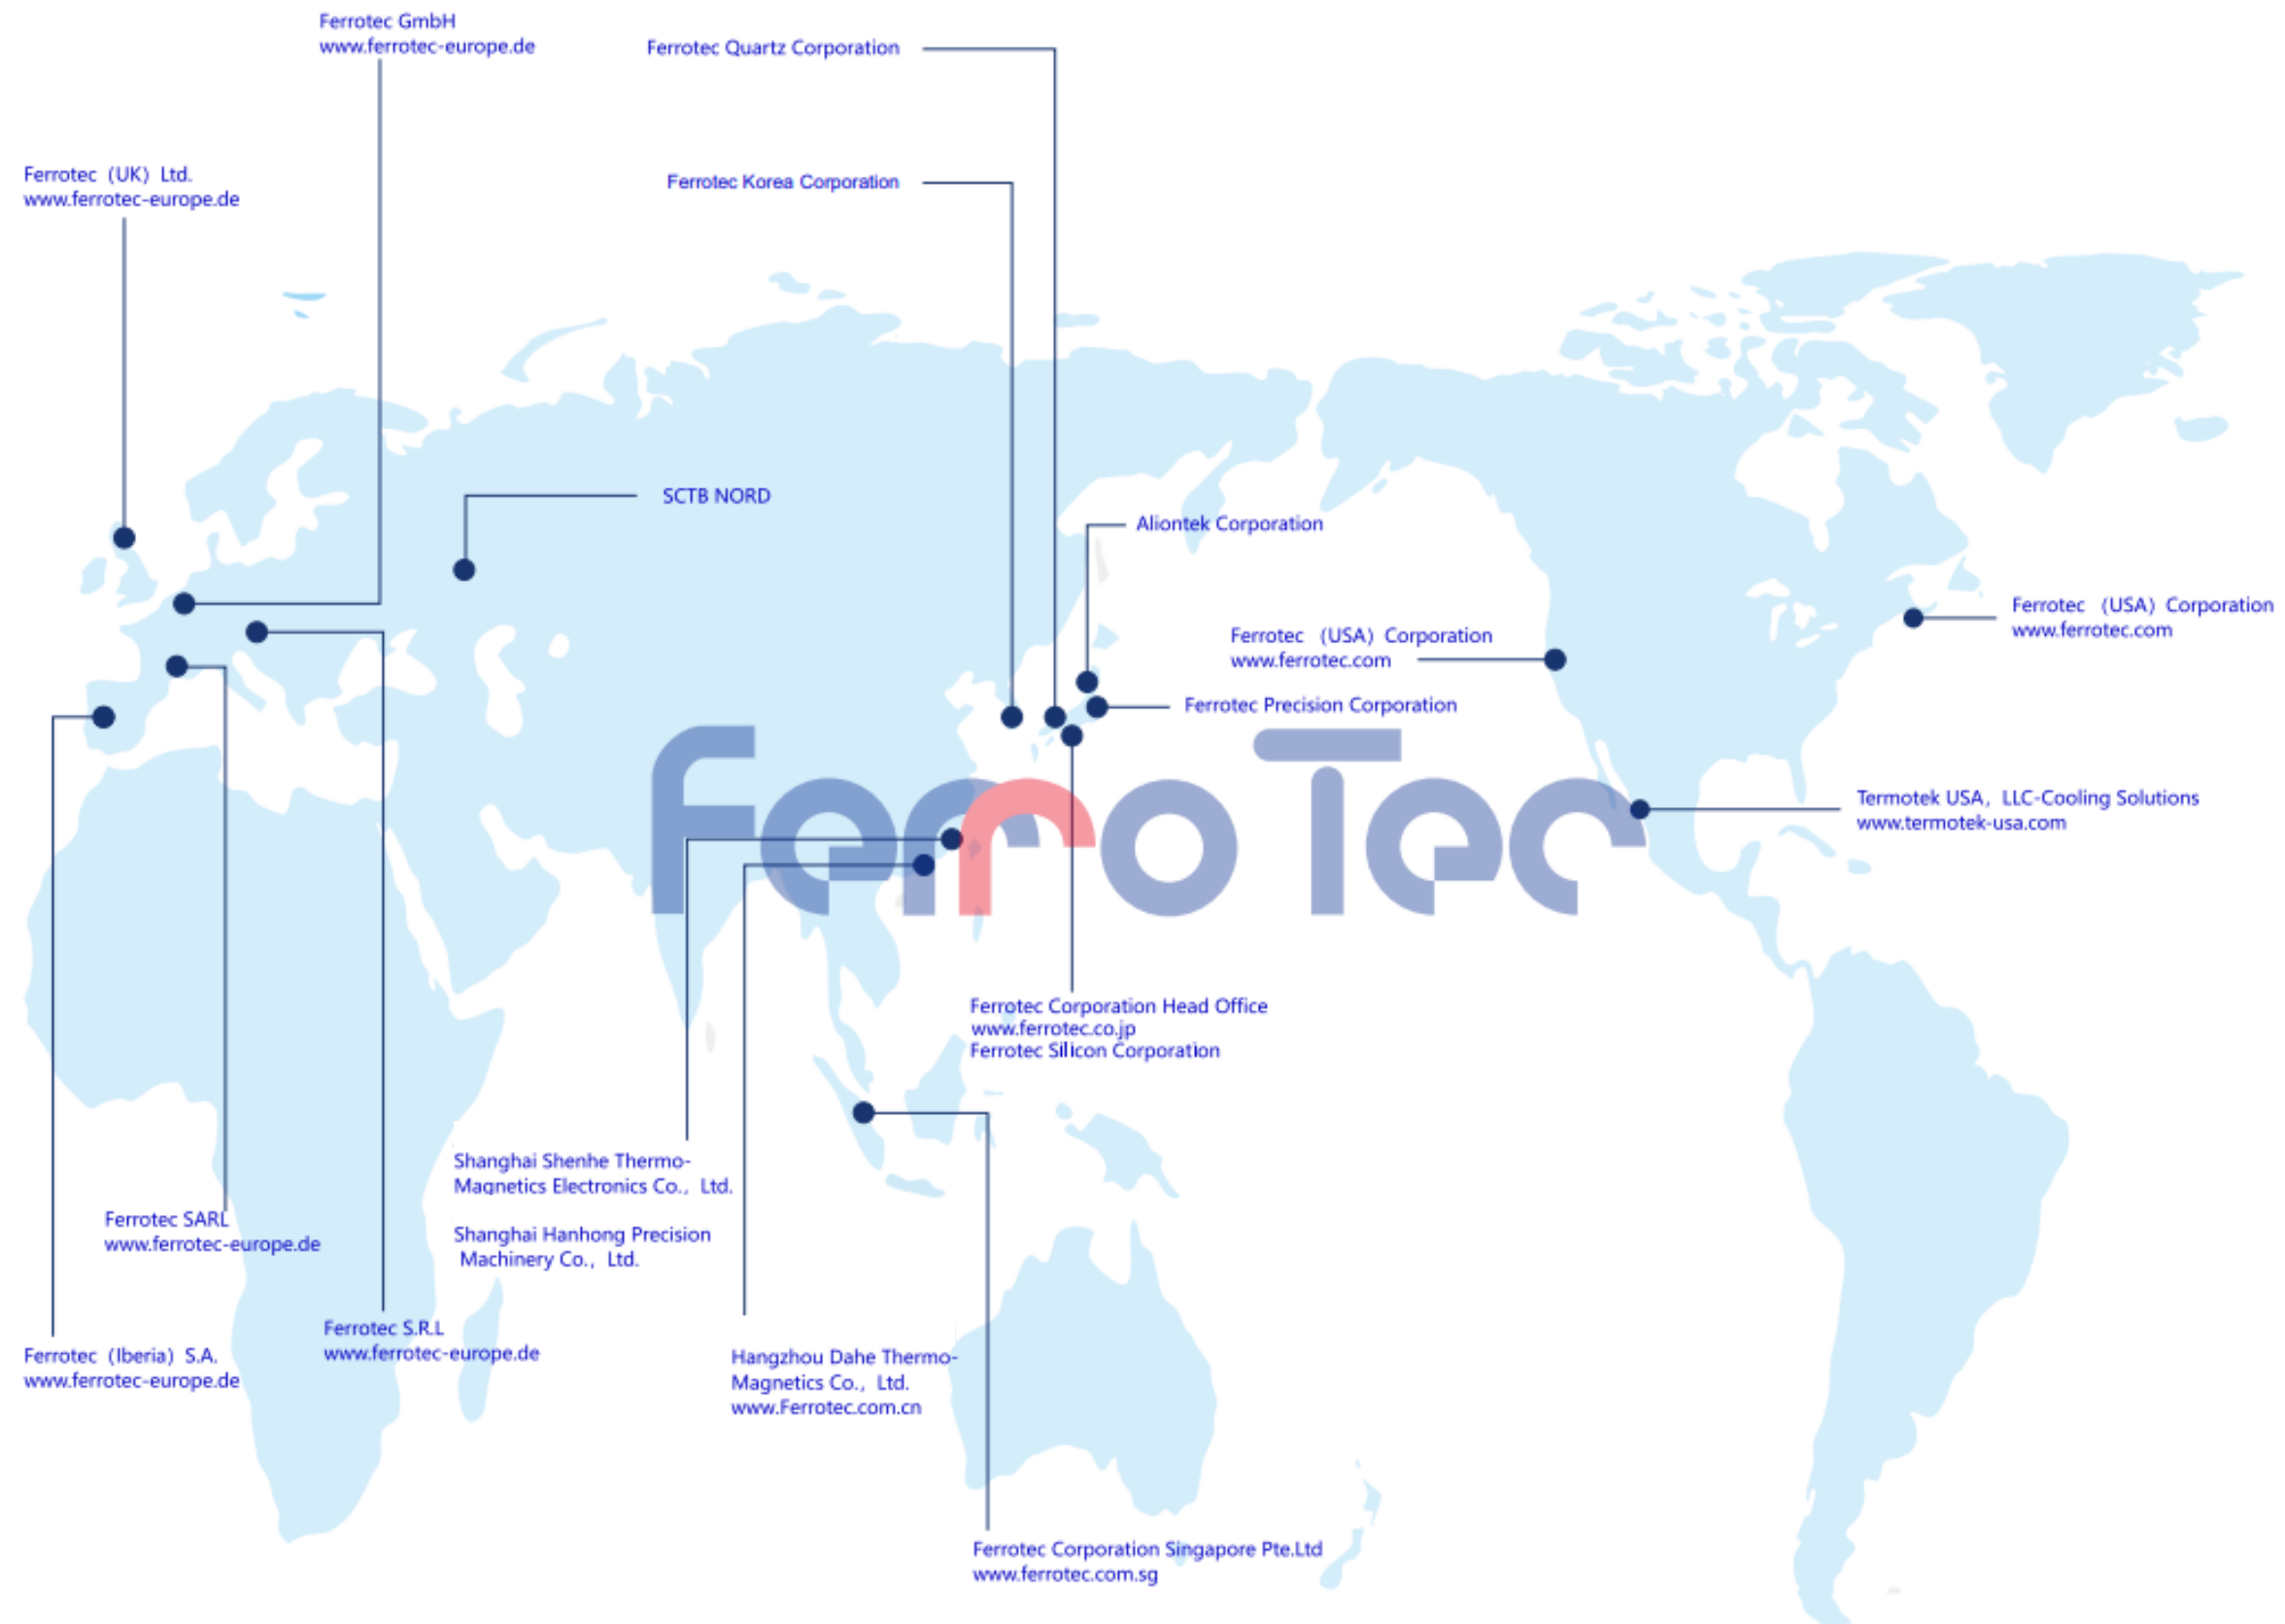 Ferrotec GmbH
www.ferrotec-europe.de
Ferrotec Quartz Corporation
Ferrotec（UK）Ltd.
www.ferrotec-europe.de
Ferrotec Korea Corporation
SCTB NORD
Aliontek Corporation
Ferrotec （USA）Corporation
www.ferrotec.com
Ferrotec （USA）Corporation
www.ferrotec.com
Ferrotec Precision Corporation
FerroTec
Termotek USA，LLC-Cooling Solutions
www.termotek-usa.com
Ferrotec Corporation Head Office
www.ferrotec.co.jp
Ferrotec Silicon Corporation
Shanghai Shenhe Thermo-
Magnetics Electronics Co.，Ltd.
Shanghai Hanhong Precision
Machinery Co.，Ltd.
Ferrotec SARL
www.ferrotec-europe.de
Ferrotec S.R.L
www.ferrotec-europe.de
Ferrotec（Iberia）S.A.
www.ferrotec-europe.de
Hangzhou Dahe Thermo-
Magnetics Co.，Ltd.
www.Ferrotec.com.cn
Ferrotec Corporation Singapore Pte.Ltd
www.ferrotec.com.sg